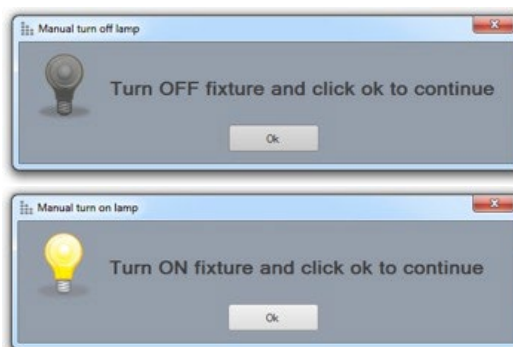 Manual turn off lamp
Turn OFF fixture and click ok to continue
Ok
Manual turn on lamp
Turn ON fixture and click ok to continue
Ok